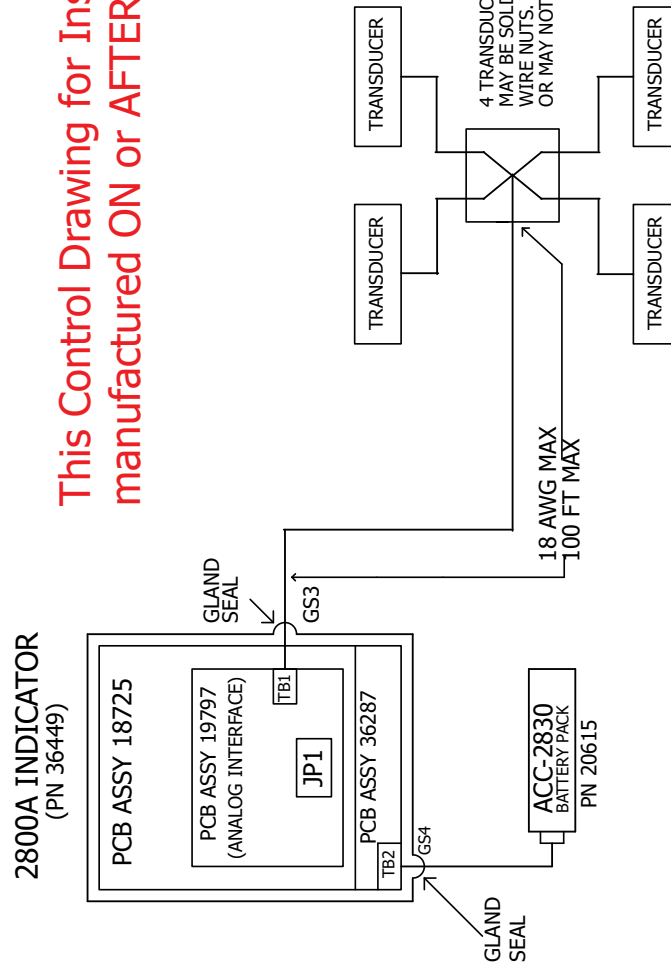 This Control Drawing for Ins
manufactured ON or AFTER
2800A INDICATOR
(PN 36449)
PCB ASSY 18725
PCB ASSY 19797
(ANALOG INTERFACE)
TB1
JP1
PCB ASSY 36287
TB2
GLAND
SEAL
GS3
GS4
GLAND
SEAL
ACC-2830
BATTERY PACK
PN 20615
18 AWG MAX
100 FT MAX
TRANSDUCER
TRANSDUCER
4 TRANSDUC
MAY BE SOLD
WIRE NUTS.
OR MAY NOT
TRANSDUCER
TRANSDUCER